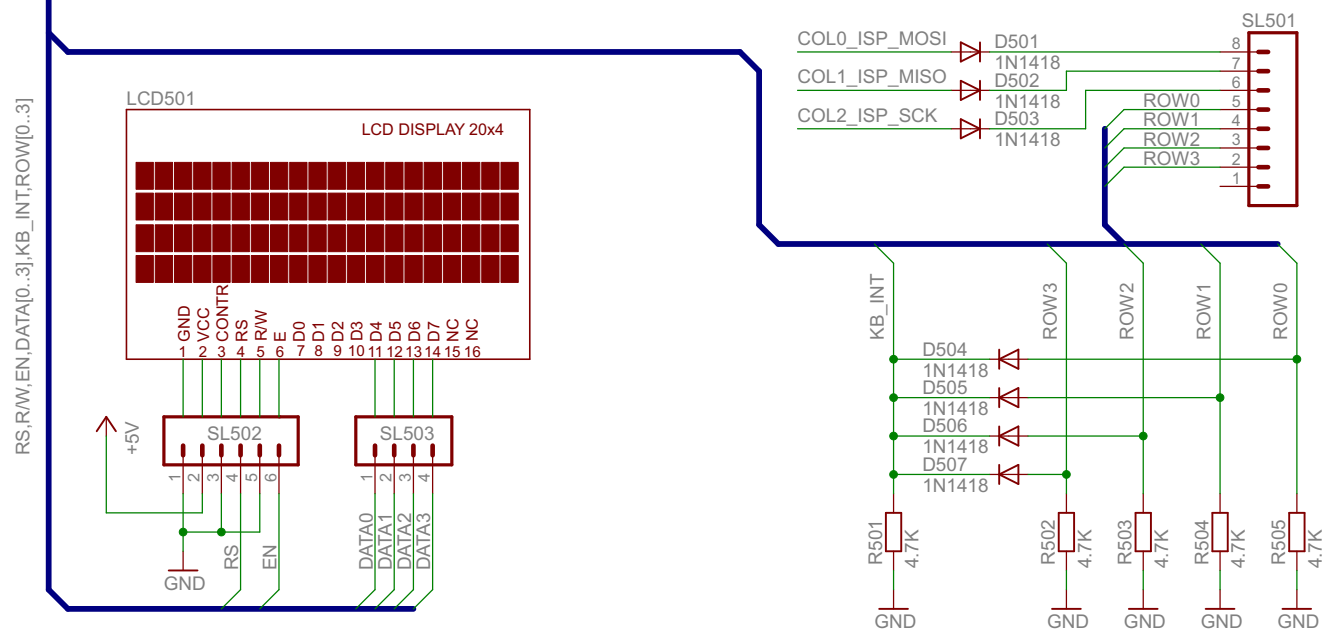 SL501
COL0_ISP_MOSI
D501
1N1418
8
COL1_ISP_MISO
D502
1N1418
7
COL2_ISP_SCK
D503
1N1418
6
ROW0
5
ROW1
4
ROW2
3
ROW3
2
1
RS,R/W,EN,DATA[0..3],KB_INT,ROW[0..3]
LCD501
LCD DISPLAY 20x4
GND
VCC
CONTR
RS
R/W
E
D0
D1
D2
D3
D4
D5
D6
D7
NC
NC
1 2 3 4 5 6 7 8 9 10 11 12 13 14 15 16
+5V
SL502
1 2 3 4 5 6
SL503
1 2 3 4
GND
RS
EN
DATA0
DATA1
DATA2
DATA3
KB_INT
ROW3
ROW2
ROW1
ROW0
D504
1N1418
D505
1N1418
D506
1N1418
D507
1N1418
R501
4.7K
R502
4.7K
R503
4.7K
R504
4.7K
R505
4.7K
GND
GND
GND
GND
GND